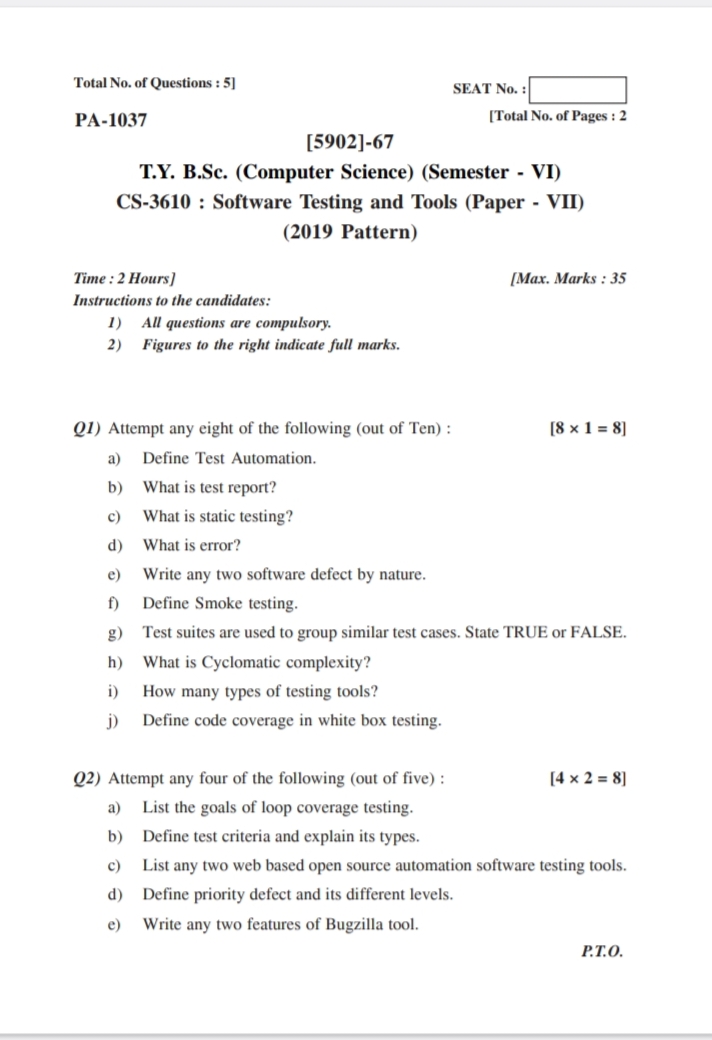 Total No. of Questions : 5]
SEAT No. :
PA-1037
[Total No. of Pages : 2
[5902]-67
T.Y. B.Sc. (Computer Science) (Semester - VI)
CS-3610 : Software Testing and Tools (Paper - VII)
(2019 Pattern)
Time : 2 Hours]
[Max. Marks : 35
Instructions to the candidates:
1) All questions are compulsory.
2) Figures to the right indicate full marks.
Q1) Attempt any eight of the following (out of Ten) : [8 × 1 = 8]
a) Define Test Automation.
b) What is test report?
c) What is static testing?
d) What is error?
e) Write any two software defect by nature.
f) Define Smoke testing.
g) Test suites are used to group similar test cases. State TRUE or FALSE.
h) What is Cyclomatic complexity?
i) How many types of testing tools?
j) Define code coverage in white box testing.
Q2) Attempt any four of the following (out of five) : [4 × 2 = 8]
a) List the goals of loop coverage testing.
b) Define test criteria and explain its types.
c) List any two web based open source automation software testing tools.
d) Define priority defect and its different levels.
e) Write any two features of Bugzilla tool.
P.T.O.